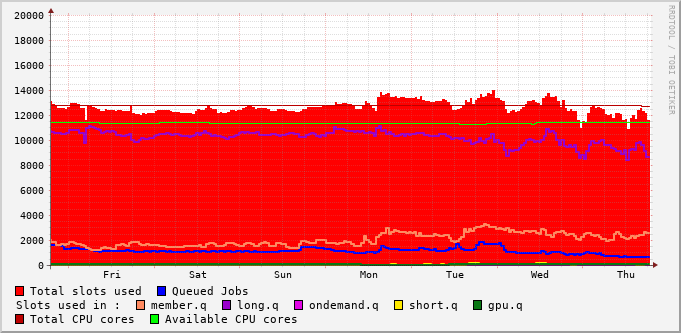 20000
18000
16000
14000
12000
10000
8000
6000
4000
2000
0
Fri Sat Sun Mon Tue Wed Thu
RRDTOOL / TOBI OETIKER
Total slots used Queued Jobs
Slots used in : member.q long.q ondemand.q short.q gpu.q
Total CPU cores Available CPU cores